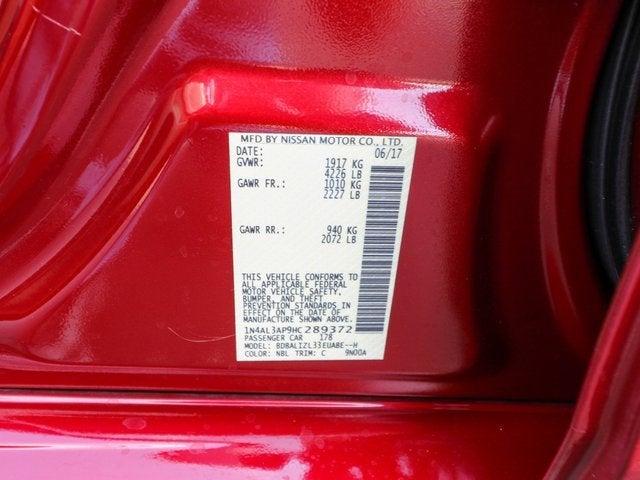 MFD BY NISSAN MOTOR CO., LTD.
DATE: 06/17
GVWR: 1917 KG
4226 LB
GAWR FR.: 1010 KG
2227 LB
GAWR RR.: 940 KG
2072 LB
THIS VEHICLE CONFORMS TO
ALL APPLICABLE FEDERAL
MOTOR VEHICLE SAFETY,
BUMPER, AND THEFT
PREVENTION STANDARDS IN
EFFECT ON THE DATE OF
MANUFACTURE SHOWN ABOVE.
1N4AL3AP9HC289372
PASSENGER CAR 178
MODEL: BDBALIZL33EUABE--H
COLOR: NBL TRIM: C 9N00A